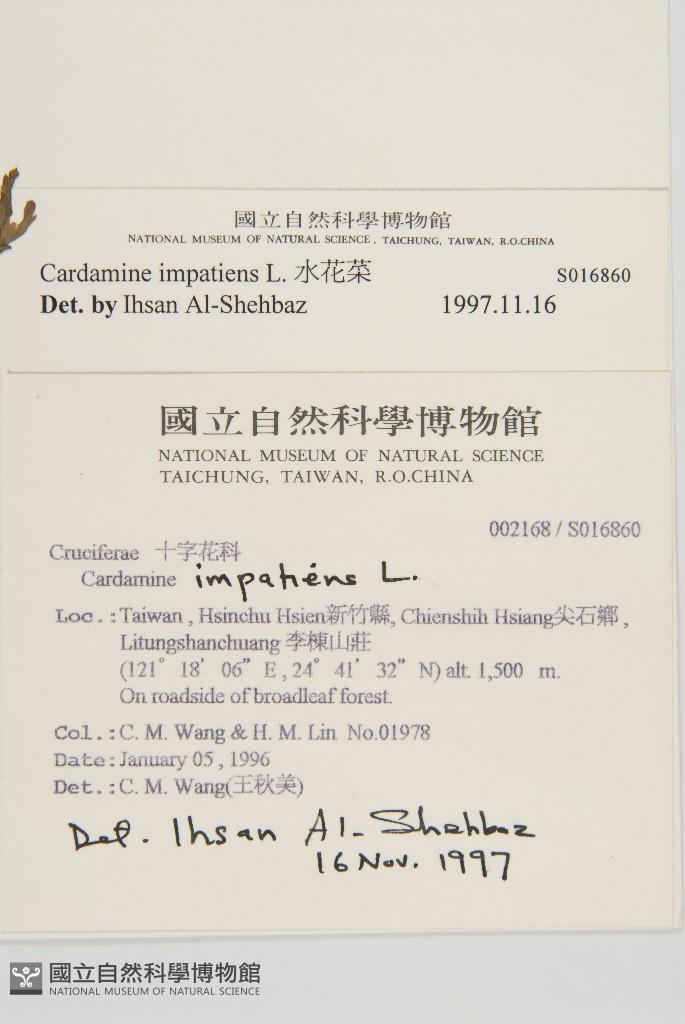 國立自然科學博物館
NATIONAL MUSEUM OF NATURAL SCIENCE, TAICHUNG, TAIWAN, R.O.CHINA
Cardamine impatiens L. 水花菜 S016860
Det. by Ihsan Al-Shehbaz 1997.11.16
國立自然科學博物館
NATIONAL MUSEUM OF NATURAL SCIENCE
TAICHUNG, TAIWAN, R.O.CHINA
002168 / S016860
Cruciferae 十字花科
Cardamine impatiens L.
Loc.: Taiwan, Hsinchu Hsien新竹縣, Chienshih Hsiang尖石鄉,
Litungshanchuang 李棟山莊
(121° 18' 06" E, 24° 41' 32" N) alt. 1,500 m.
On roadside of broadleaf forest.
Col.: C. M. Wang & H. M. Lin No.01978
Date: January 05, 1996
Det.: C. M. Wang(王秋美)
Det. Ihsan Al-Shehbaz
16 Nov. 1997
國立自然科學博物館
NATIONAL MUSEUM OF NATURAL SCIENCE